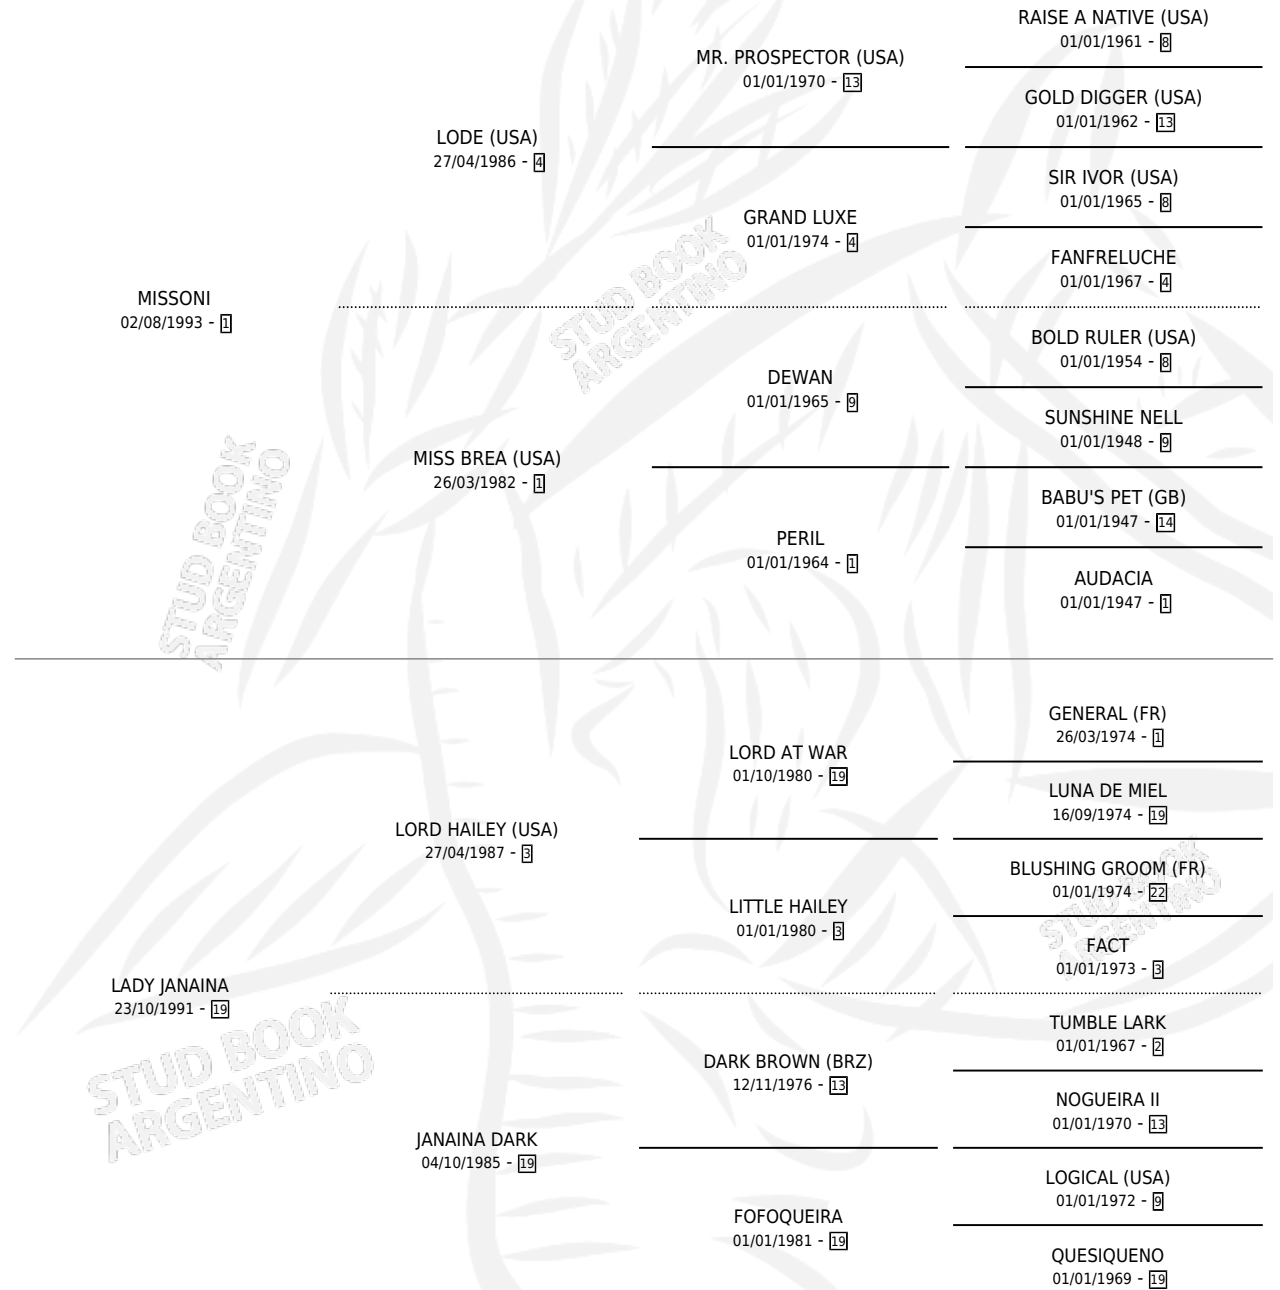 RAISE A NATIVE (USA)
01/01/1961 - 8
MR. PROSPECTOR (USA)
01/01/1970 - 13
GOLD DIGGER (USA)
01/01/1962 - 13
LODE (USA)
27/04/1986 - 4
SIR IVOR (USA)
01/01/1965 - 8
GRAND LUXE
01/01/1974 - 4
FANFRELUCHE
01/01/1967 - 4
MISSONI
02/08/1993 - 1
BOLD RULER (USA)
01/01/1954 - 8
DEWAN
01/01/1965 - 9
SUNSHINE NELL
01/01/1948 - 9
MISS BREA (USA)
26/03/1982 - 1
BABU'S PET (GB)
01/01/1947 - 14
PERIL
01/01/1964 - 1
AUDACIA
01/01/1947 - 1
GENERAL (FR)
26/03/1974 - 1
LORD AT WAR
01/10/1980 - 19
LUNA DE MIEL
16/09/1974 - 19
LORD HAILEY (USA)
27/04/1987 - 3
BLUSHING GROOM (FR)
01/01/1974 - 22
LITTLE HAILEY
01/01/1980 - 3
FACT
01/01/1973 - 3
LADY JANAINA
23/10/1991 - 19
TUMBLE LARK
01/01/1967 - 2
DARK BROWN (BRZ)
12/11/1976 - 13
NOGUEIRA II
01/01/1970 - 13
JANAINA DARK
04/10/1985 - 19
LOGICAL (USA)
01/01/1972 - 9
FOFOQUEIRA
01/01/1981 - 19
QUESIQUENO
01/01/1969 - 19
STUD BOOK
ARGENTINO
STUD BOOK
ARGENTINO
STUD BOOK
ARGENTINO
STUD BOOK
ARGENTINO